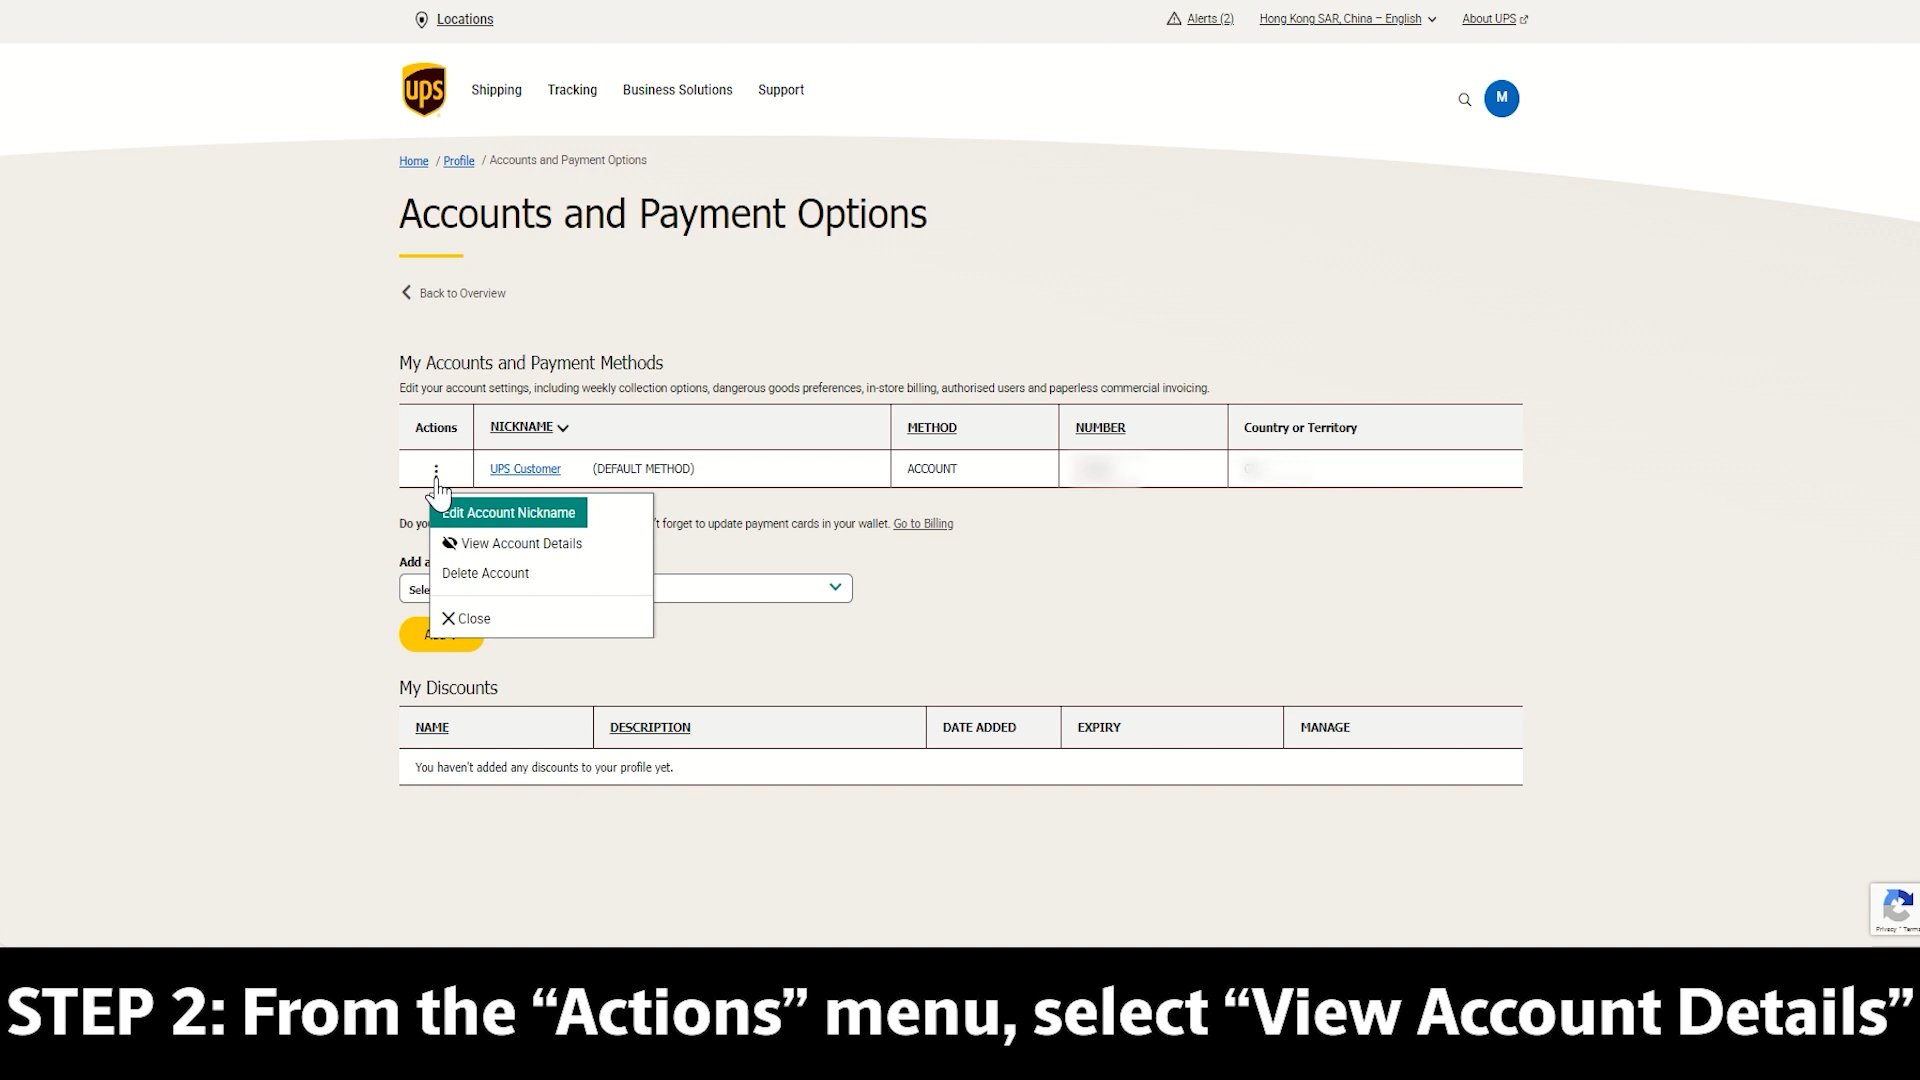 Locations
Alerts (2)
Hong Kong SAR, China – English
About UPS
ups
Shipping
Tracking
Business Solutions
Support
M
Home / Profile / Accounts and Payment Options
Accounts and Payment Options
Back to Overview
My Accounts and Payment Methods
Edit your account settings, including weekly collection options, dangerous goods preferences, in-store billing, authorised users and paperless commercial invoicing.
Actions NICKNAME METHOD NUMBER Country or Territory
UPS Customer (DEFAULT METHOD) ACCOUNT
Edit Account Nickname
Do 't forget to update payment cards in your wallet. Go to Billing
View Account Details
Add
Delete Account
Close
My Discounts
NAME DESCRIPTION DATE ADDED EXPIRY MANAGE
You haven't added any discounts to your profile yet.
Privacy - Terms
STEP 2: From the “Actions” menu, select “View Account Details”